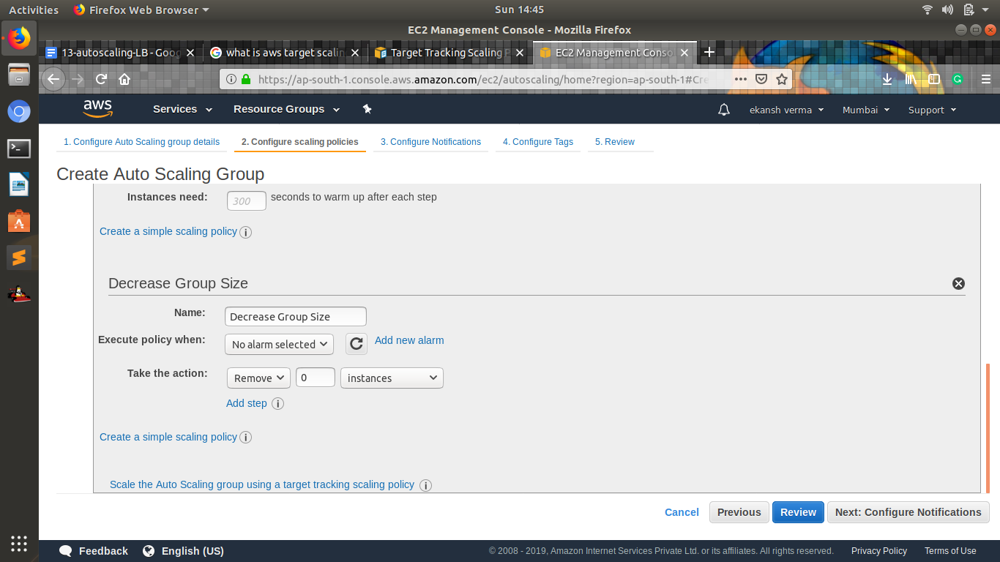 Activities Firefox Web Browser Sun 14:45
EC2 Management Console - Mozilla Firefox
13-autoscaling-LB - Goog what is aws target scalin Target Tracking Scaling P EC2 Management Conso
https://ap-south-1.console.aws.amazon.com/ec2/autoscaling/home?region=ap-south-1#Cre
aws Services Resource Groups ekansh verma Mumbai Support
1. Configure Auto Scaling group details 2. Configure scaling policies 3. Configure Notifications 4. Configure Tags 5. Review
Create Auto Scaling Group
Instances need: 300 seconds to warm up after each step
Create a simple scaling policy
Decrease Group Size
Name: Decrease Group Size
Execute policy when: No alarm selected Add new alarm
Take the action: Remove 0 instances
Add step
Create a simple scaling policy
Scale the Auto Scaling group using a target tracking scaling policy
Cancel Previous Review Next: Configure Notifications
Feedback English (US) © 2008 - 2019, Amazon Internet Services Private Ltd. or its affiliates. All rights reserved. Privacy Policy Terms of Use